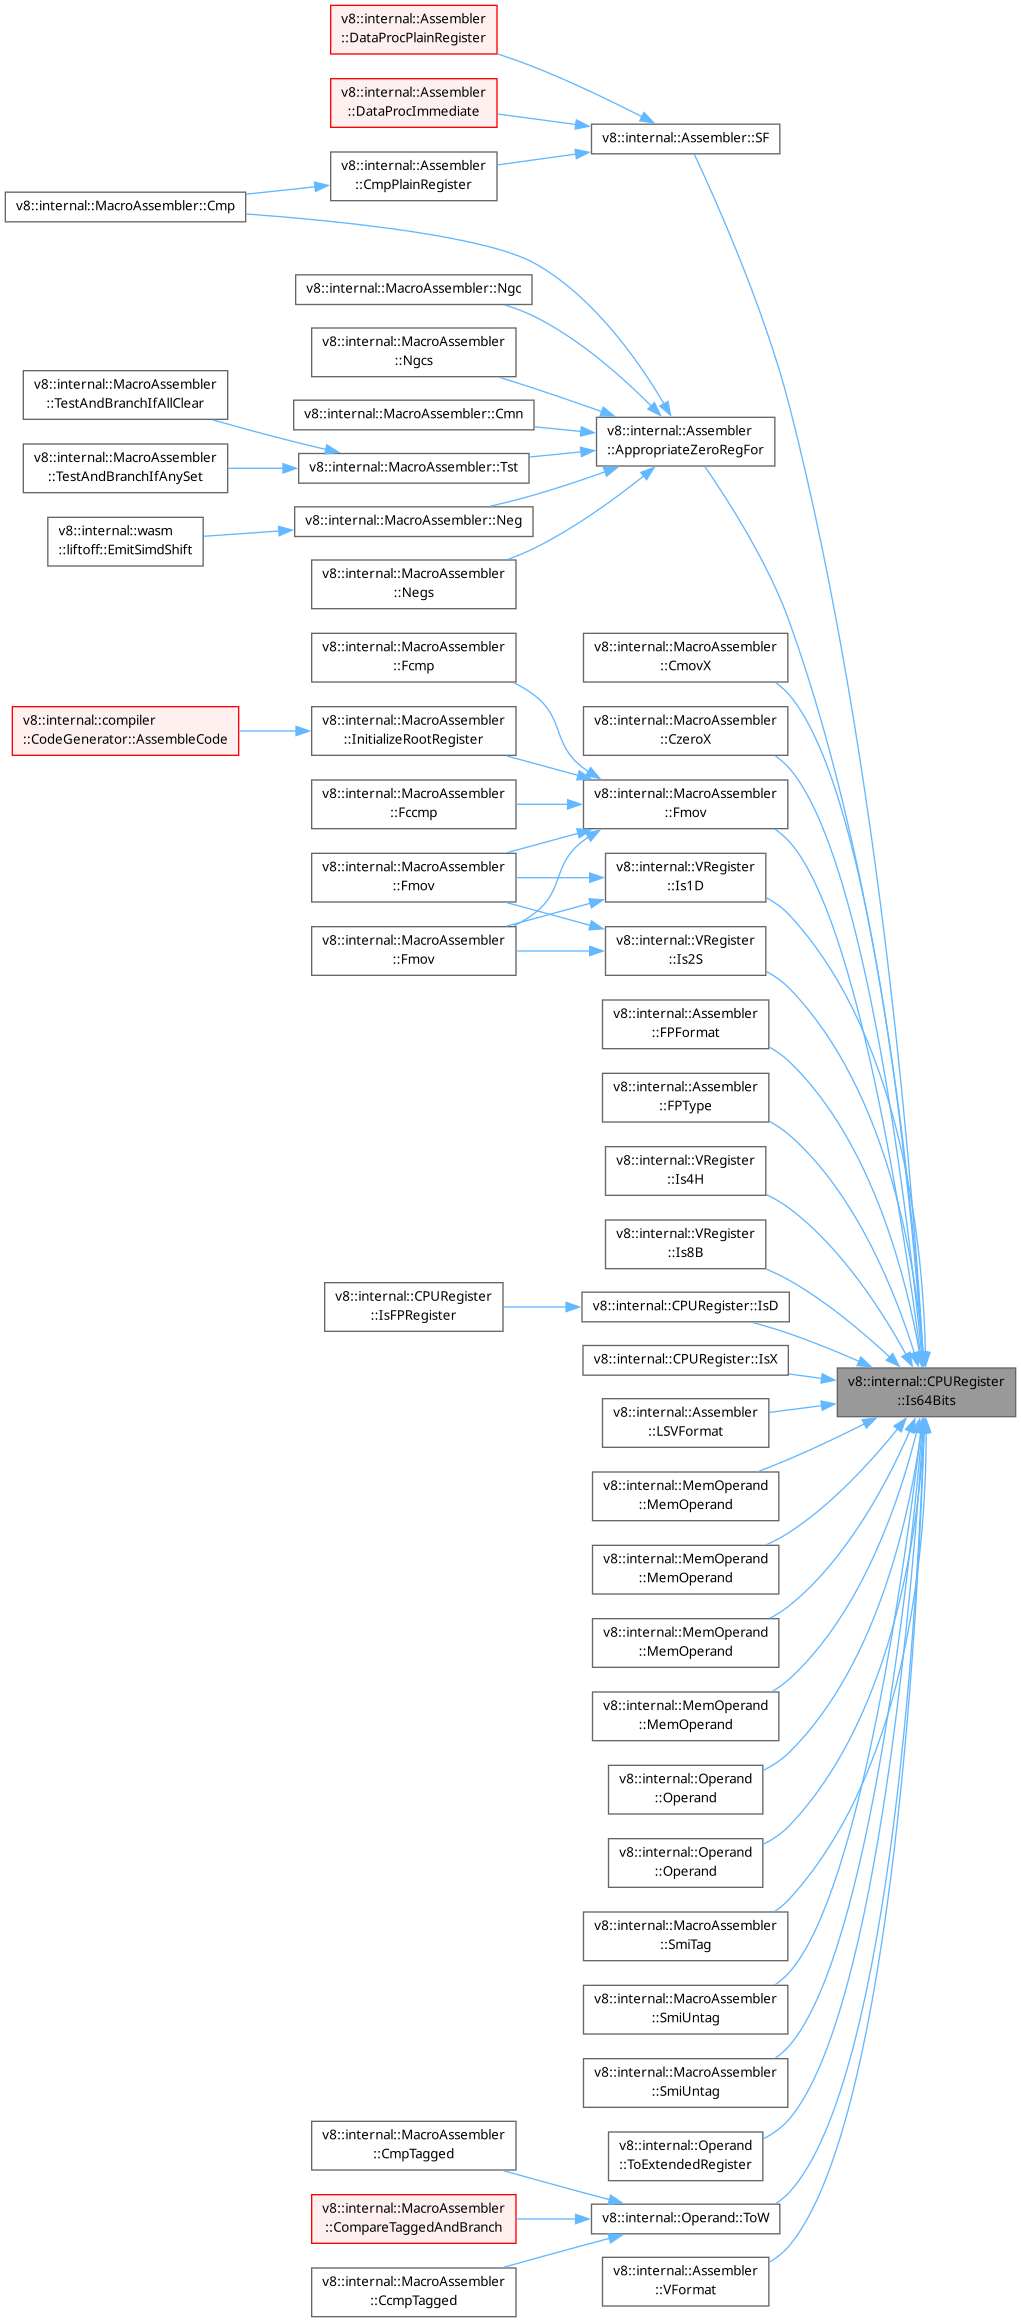 v8::internal::Assembler
::DataProcPlainRegister
v8::internal::Assembler
::DataProcImmediate
v8::internal::Assembler::SF
v8::internal::Assembler
::CmpPlainRegister
v8::internal::MacroAssembler::Cmp
v8::internal::MacroAssembler::Ngc
v8::internal::MacroAssembler
::Ngcs
v8::internal::MacroAssembler
::TestAndBranchIfAllClear
v8::internal::MacroAssembler::Cmn
v8::internal::Assembler
::AppropriateZeroRegFor
v8::internal::MacroAssembler
::TestAndBranchIfAnySet
v8::internal::MacroAssembler::Tst
v8::internal::wasm
::liftoff::EmitSimdShift
v8::internal::MacroAssembler::Neg
v8::internal::MacroAssembler
::Negs
v8::internal::MacroAssembler
::Fcmp
v8::internal::MacroAssembler
::CmovX
v8::internal::compiler
::CodeGenerator::AssembleCode
v8::internal::MacroAssembler
::InitializeRootRegister
v8::internal::MacroAssembler
::CzeroX
v8::internal::MacroAssembler
::Fccmp
v8::internal::MacroAssembler
::Fmov
v8::internal::MacroAssembler
::Fmov
v8::internal::VRegister
::Is1D
v8::internal::MacroAssembler
::Fmov
v8::internal::VRegister
::Is2S
v8::internal::Assembler
::FPFormat
v8::internal::Assembler
::FPType
v8::internal::VRegister
::Is4H
v8::internal::VRegister
::Is8B
v8::internal::CPURegister
::IsFPRegister
v8::internal::CPURegister::IsD
v8::internal::CPURegister::IsX
v8::internal::CPURegister
::Is64Bits
v8::internal::Assembler
::LSVFormat
v8::internal::MemOperand
::MemOperand
v8::internal::MemOperand
::MemOperand
v8::internal::MemOperand
::MemOperand
v8::internal::MemOperand
::MemOperand
v8::internal::Operand
::Operand
v8::internal::Operand
::Operand
v8::internal::MacroAssembler
::SmiTag
v8::internal::MacroAssembler
::SmiUntag
v8::internal::MacroAssembler
::SmiUntag
v8::internal::MacroAssembler
::CmpTagged
v8::internal::Operand
::ToExtendedRegister
v8::internal::MacroAssembler
::CompareTaggedAndBranch
v8::internal::Operand::ToW
v8::internal::MacroAssembler
::CcmpTagged
v8::internal::Assembler
::VFormat